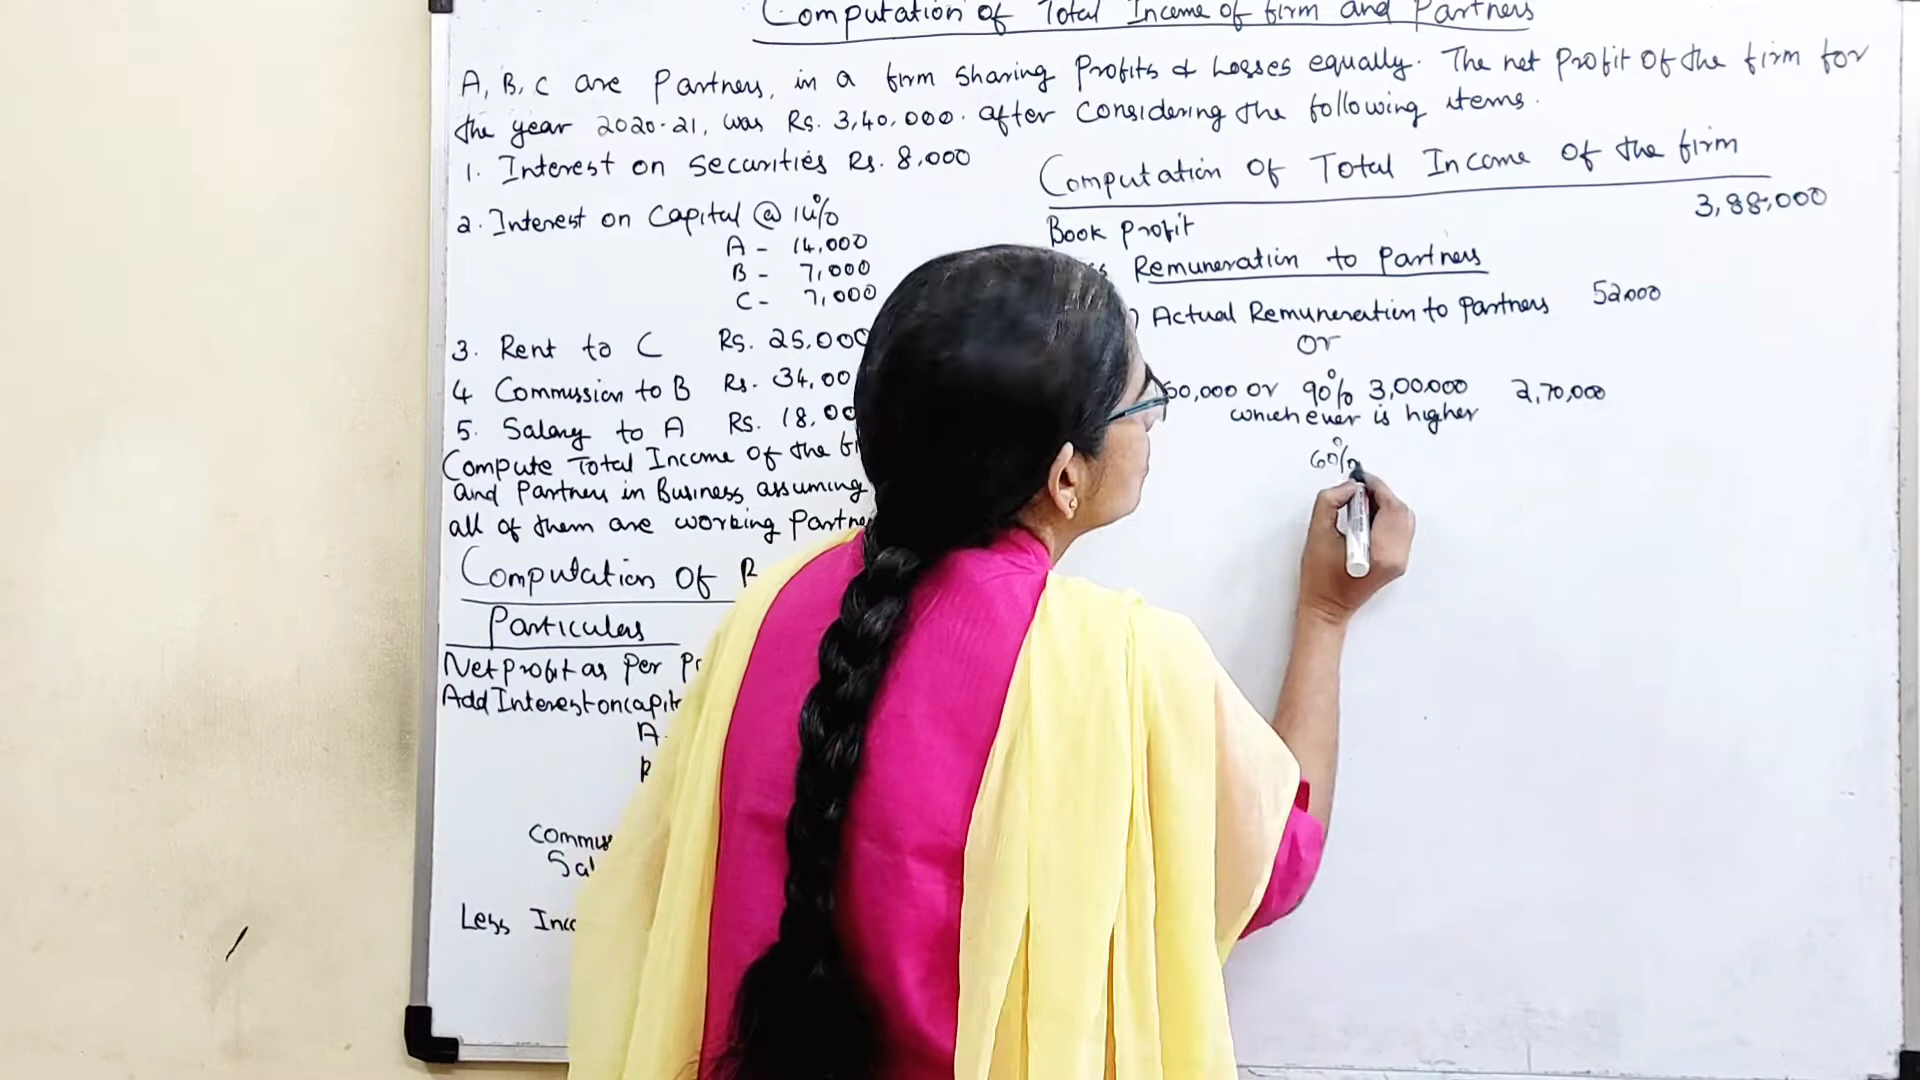 Computation of Total Income of firm and Partners
A, B, C are Partners, in a firm sharing Profits & Losses equally. The net profit of the firm for
the year 2020-21, was Rs. 3,40,000. after considering the following items.
1. Interest on securities Rs. 8,000
2. Interest on Capital @ 14%
A - 14,000
B - 7,000
C - 7,000
3. Rent to C Rs. 25,000
4 Commission to B Rs. 34,00
5. Salary to A Rs. 18,00
Compute Total Income of the
and Partners in Business assuming
all of them are working
Computation Of
Particulars
Net profit as per
Add Interest on
A
Less
Computation Of Total Income of the firm
Book profit 3,88,000
Remuneration to partners
Actual Remuneration to partners 52000
Or
50,000 or 90% 3,00,000 2,70,000
whichever is higher
60%